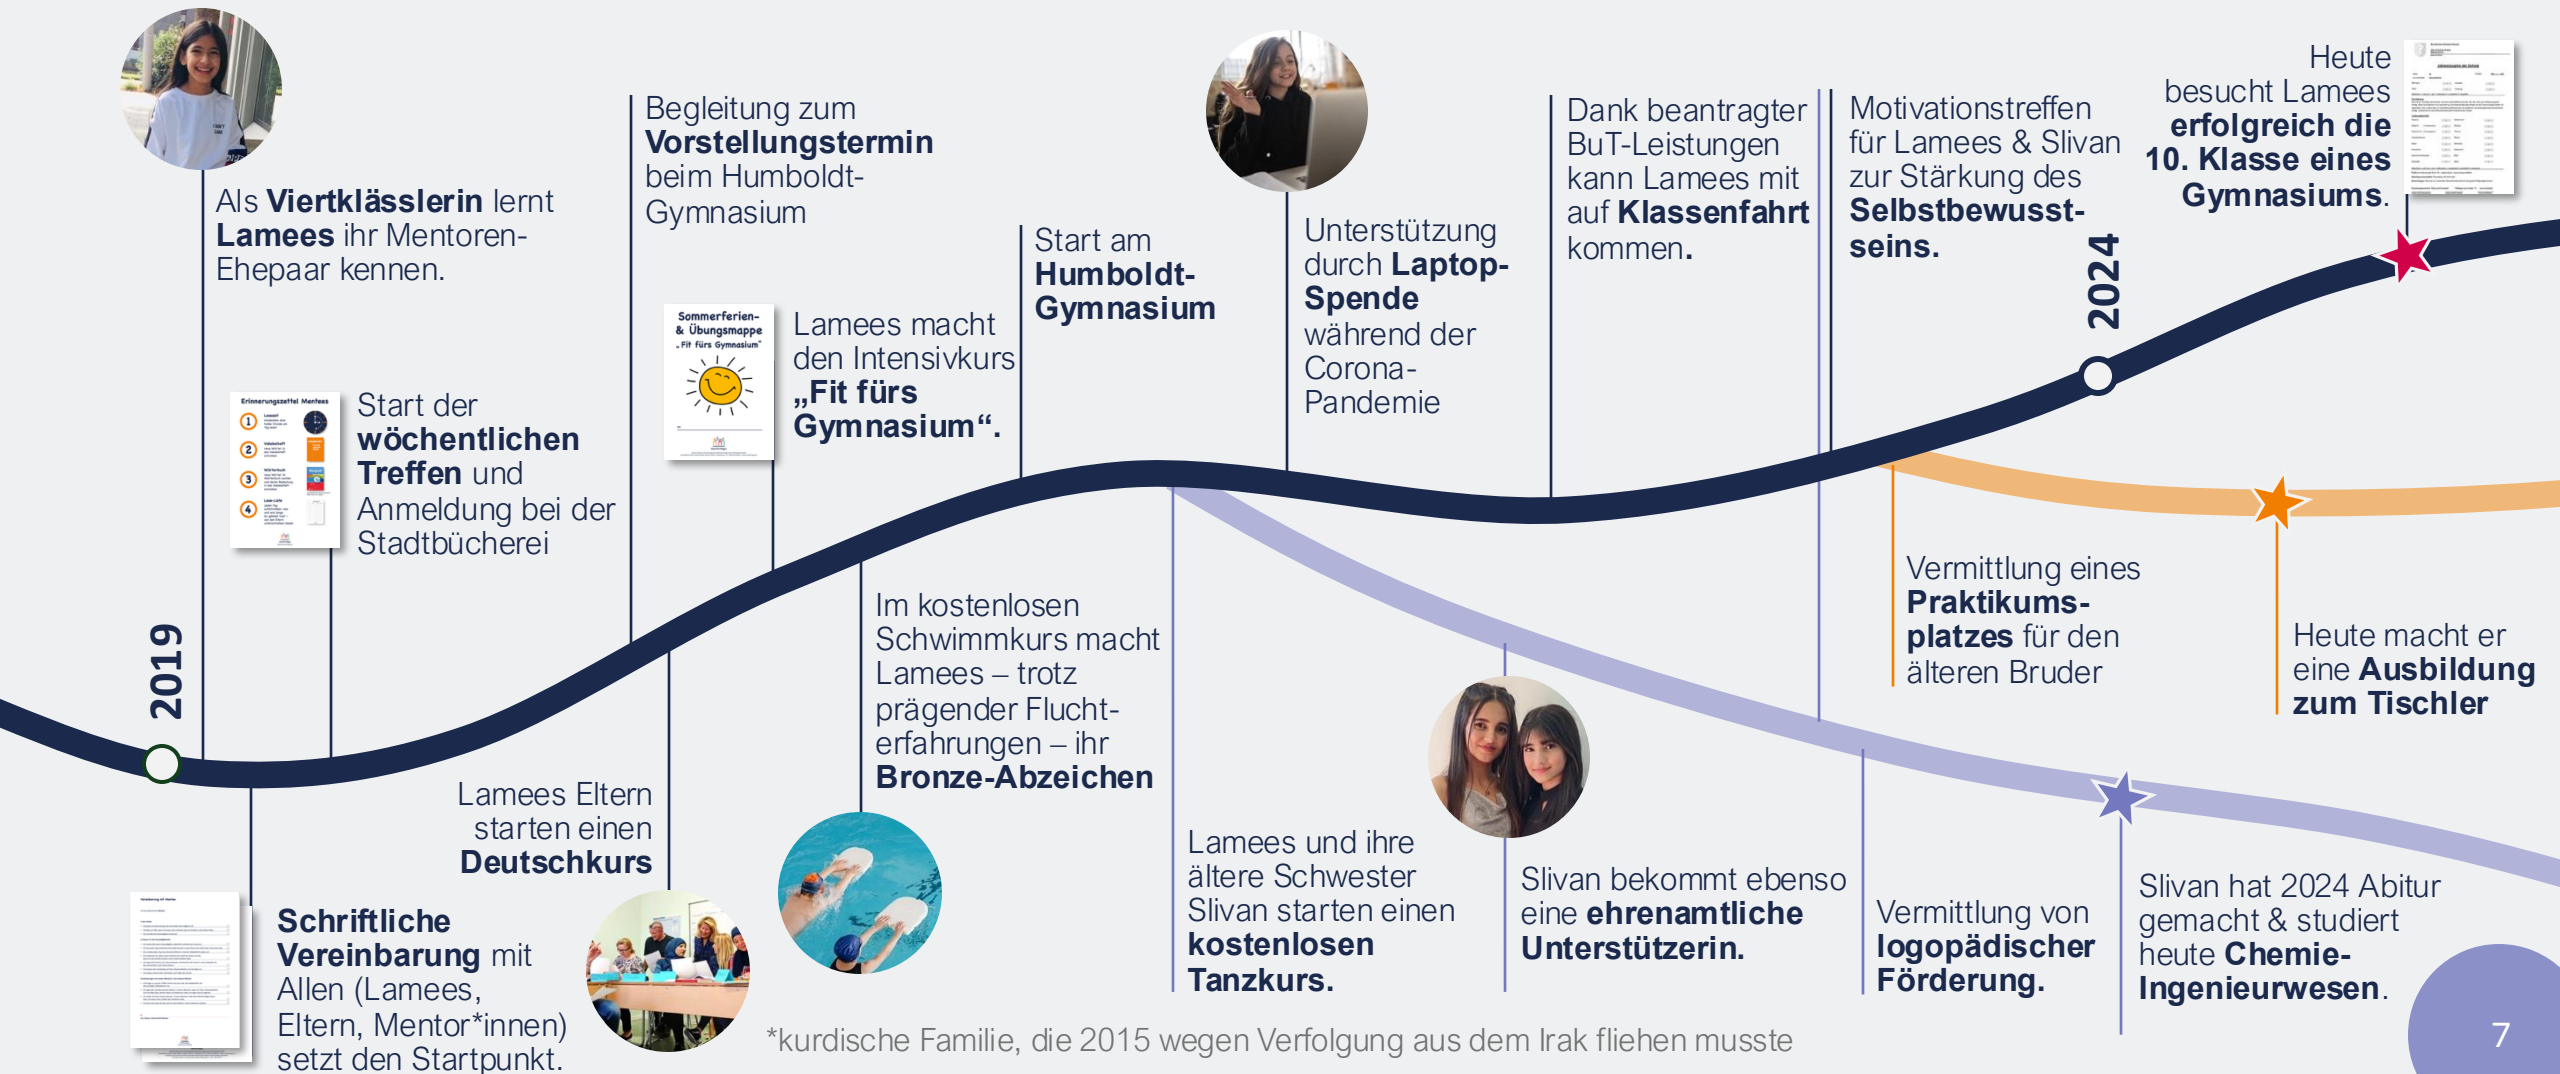 2019
Als Viertklässlerin lernt
Lamees ihr Mentoren-
Ehepaar kennen.
Schriftliche
Vereinbarung mit
Allen (Lamees,
Eltern, Mentor*innen)
setzt den Startpunkt.
Erinnerungszettel Mentees
1
2
3
4
Start der
wöchentlichen
Treffen und
Anmeldung bei der
Stadtbücherei
Begleitung zum
Vorstellungstermin
beim Humboldt-
Gymnasium
Lamees Eltern
starten einen
Deutschkurs
Sommerferien-
& Übungsmappe
„Fit fürs Gymnasium“
Lamees macht
den Intensivkurs
„Fit fürs
Gymnasium“.
Im kostenlosen
Schwimmkurs macht
Lamees – trotz
prägender Flucht-
erfahrungen – ihr
Bronze-Abzeichen
Start am
Humboldt-
Gymnasium
Lamees und ihre
ältere Schwester
Slivan starten einen
kostenlosen
Tanzkurs.
Unterstützung
durch Laptop-
Spende
während der
Corona-
Pandemie
Slivan bekommt ebenso
eine ehrenamtliche
Unterstützerin.
Dank beantragter
BuT-Leistungen
kann Lamees mit
auf Klassenfahrt
kommen.
Motivationstreffen
für Lamees & Slivan
zur Stärkung des
Selbstbewusst-
seins.
Vermittlung von
logopädischer
Förderung.
Vermittlung eines
Praktikums-
platzes für den
älteren Bruder
2024
Slivan hat 2024 Abitur
gemacht & studiert
heute Chemie-
Ingenieurwesen.
Heute macht er
eine Ausbildung
zum Tischler
Heute
besucht Lamees
erfolgreich die
10. Klasse eines
Gymnasiums.
*kurdische Familie, die 2015 wegen Verfolgung aus dem Irak fliehen musste
7